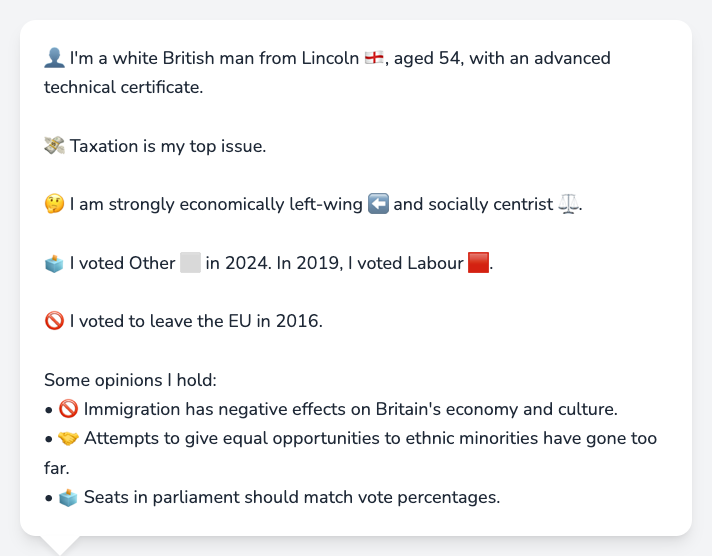 👤 I'm a white British man from Lincoln 🏴󠁧󠁢󠁥󠁮󠁧󠁿, aged 54, with an advanced
technical certificate.
💸 Taxation is my top issue.
🤔 I am strongly economically left-wing ⬅️ and socially centrist ⚖️.
🗳️ I voted Other ⬜ in 2024. In 2019, I voted Labour 🟥.
🚫 I voted to leave the EU in 2016.
Some opinions I hold:
• 🚫 Immigration has negative effects on Britain's economy and culture.
• 🤝 Attempts to give equal opportunities to ethnic minorities have gone too
far.
• 🗳️ Seats in parliament should match vote percentages.